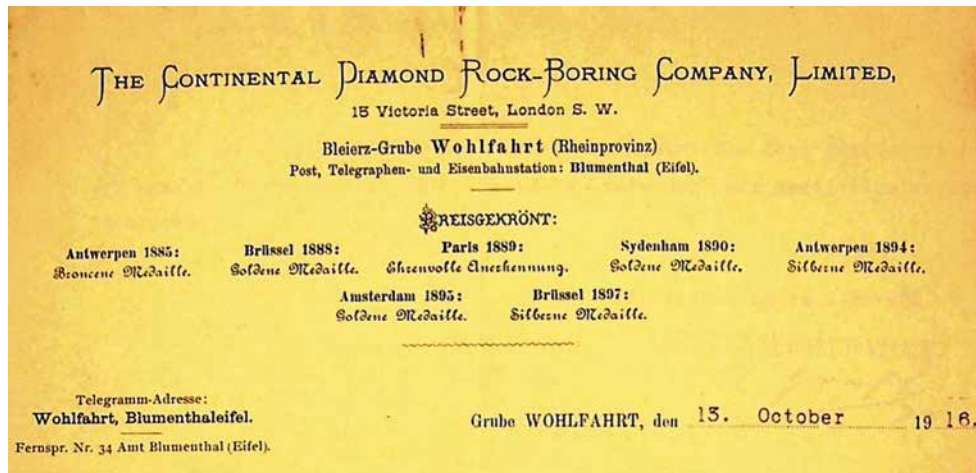 THE CONTINENTAL DIAMOND ROCK-BORING COMPANY, LIMITED,
15 Victoria Street, London S. W.
Bleierz-Grube Wohlfahrt (Rheinprovinz)
Post, Telegraphen- und Eisenbahnstation: Blumenthal (Eifel).
PREISGEKRÖNT:
Antwerpen 1885: Brüssel 1888: Paris 1889: Sydenham 1890: Antwerpen 1894:
Broncene Medaille. Goldene Medaille. Ehrenvolle Anerkennung. Goldene Medaille. Silberne Medaille.
Amsterdam 1895: Brüssel 1897:
Goldene Medaille. Silberne Medaille.
Telegramm-Adresse:
Wohlfahrt, Blumenthaleifel.
Grube WOHLFAHRT, den 13. October 1916.
Fernspr. Nr. 34 Amt Blumenthal (Eifel).